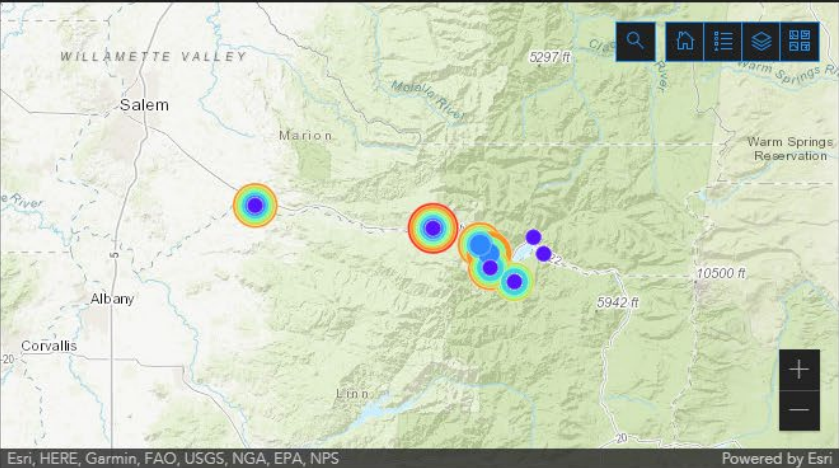 WILLAMETTE VALLEY
5297 ft
Molalla River
Warm Springs Ri
Salem
Marion
Warm Springs
Reservation
e River
5
22
10500 ft
Albany
5942 ft
Corvallis
-20-
Linn
20
Esri, HERE, Garmin, FAO, USGS, NGA, EPA, NPS
Powered by Esri